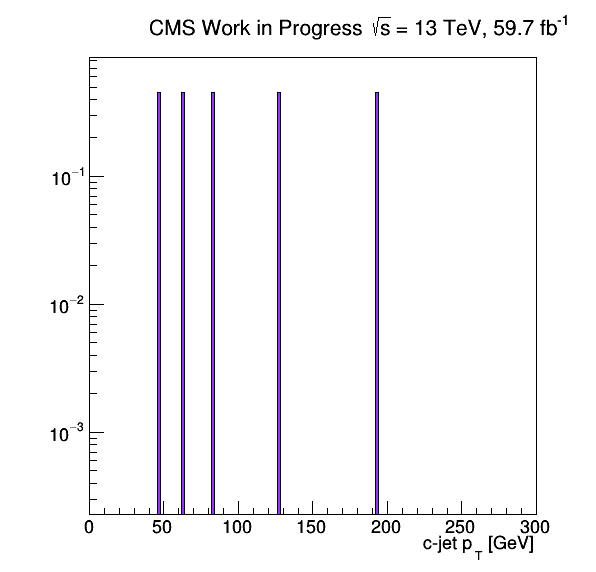 CMS Work in Progress √s = 13 TeV, 59.7 fb⁻¹
10⁻¹
10⁻²
10⁻³
0 50 100 150 200 250 300
c-jet p_T [GeV]